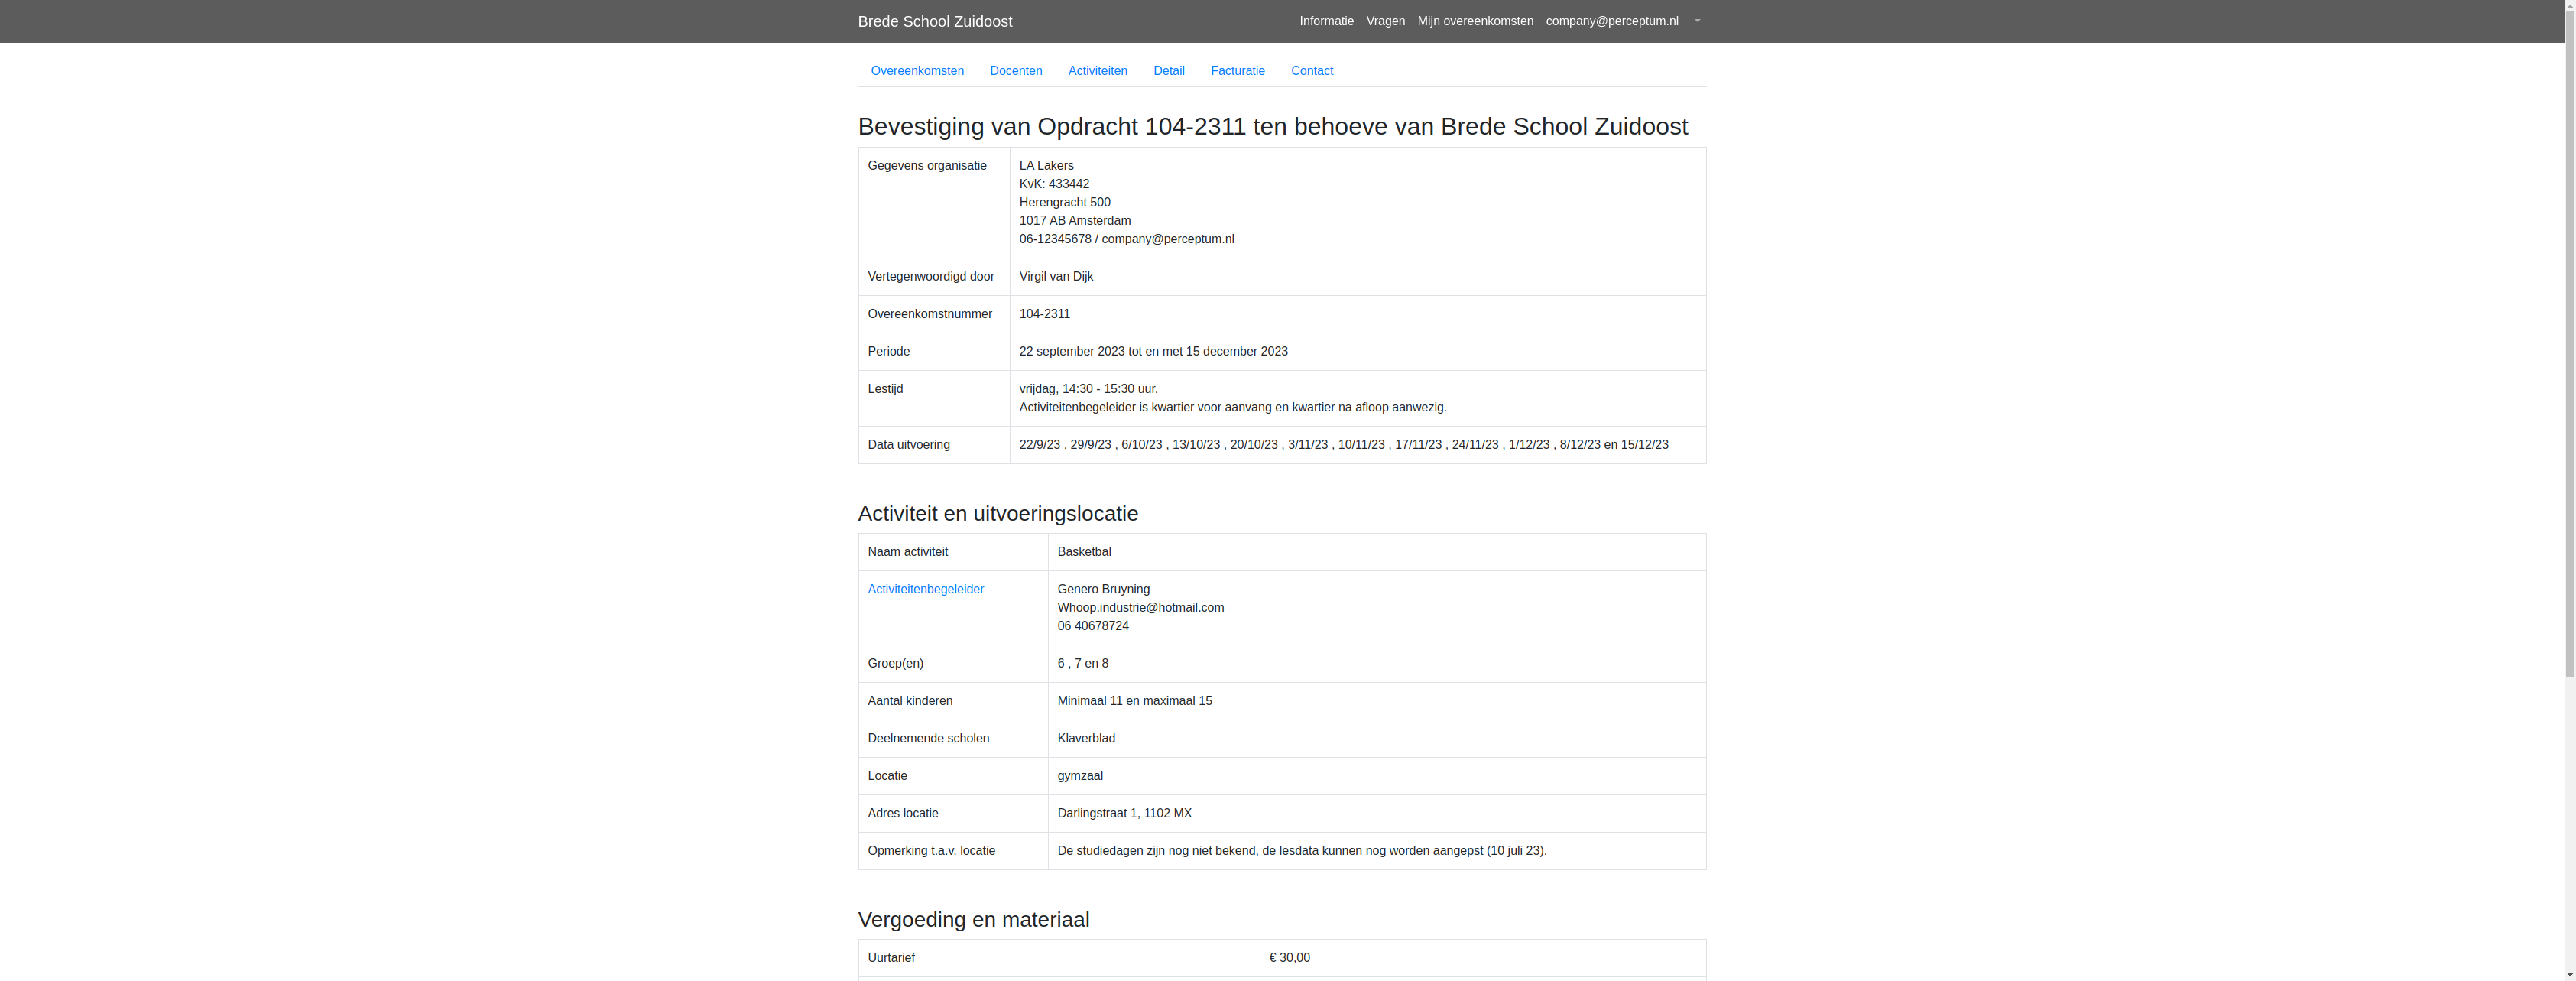 Brede School Zuidoost
Informatie Vragen Mijn overeenkomsten company@perceptum.nl
Overeenkomsten Docenten Activiteiten Detail Facturatie Contact
Bevestiging van Opdracht 104-2311 ten behoeve van Brede School Zuidoost
Gegevens organisatie
LA Lakers
KvK: 433442
Herengracht 500
1017 AB Amsterdam
06-12345678 / company@perceptum.nl
Vertegenwoordigd door
Virgil van Dijk
Overeenkomstnummer
104-2311
Periode
22 september 2023 tot en met 15 december 2023
Lestijd
vrijdag, 14:30 - 15:30 uur.
Activiteitenbegeleider is kwartier voor aanvang en kwartier na afloop aanwezig.
Data uitvoering
22/9/23 , 29/9/23 , 6/10/23 , 13/10/23 , 20/10/23 , 3/11/23 , 10/11/23 , 17/11/23 , 24/11/23 , 1/12/23 , 8/12/23 en 15/12/23
Activiteit en uitvoeringslocatie
Naam activiteit
Basketbal
Activiteitenbegeleider
Genero Bruyning
Whoop.industrie@hotmail.com
06 40678724
Groep(en)
6 , 7 en 8
Aantal kinderen
Minimaal 11 en maximaal 15
Deelnemende scholen
Klaverblad
Locatie
gymzaal
Adres locatie
Darlingstraat 1, 1102 MX
Opmerking t.a.v. locatie
De studiedagen zijn nog niet bekend, de lesdata kunnen nog worden aangepst (10 juli 23).
Vergoeding en materiaal
Uurtarief
€ 30,00